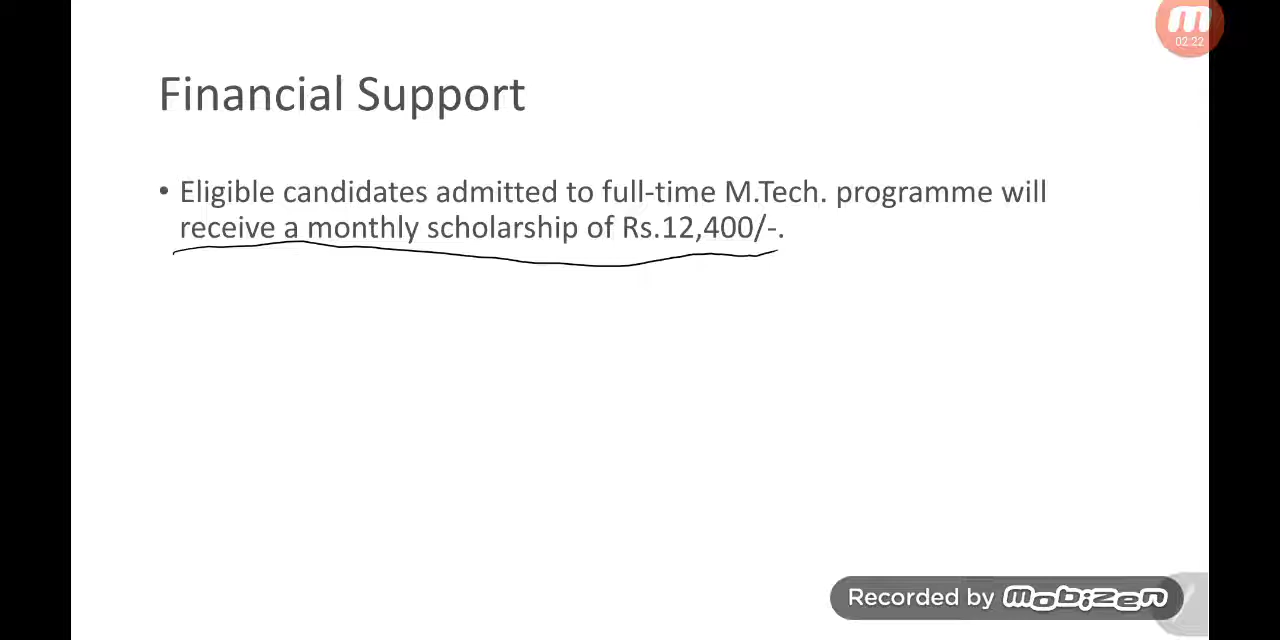 02:22
Financial Support
• Eligible candidates admitted to full-time M.Tech. programme will
receive a monthly scholarship of Rs.12,400/-.
Recorded by mobizen